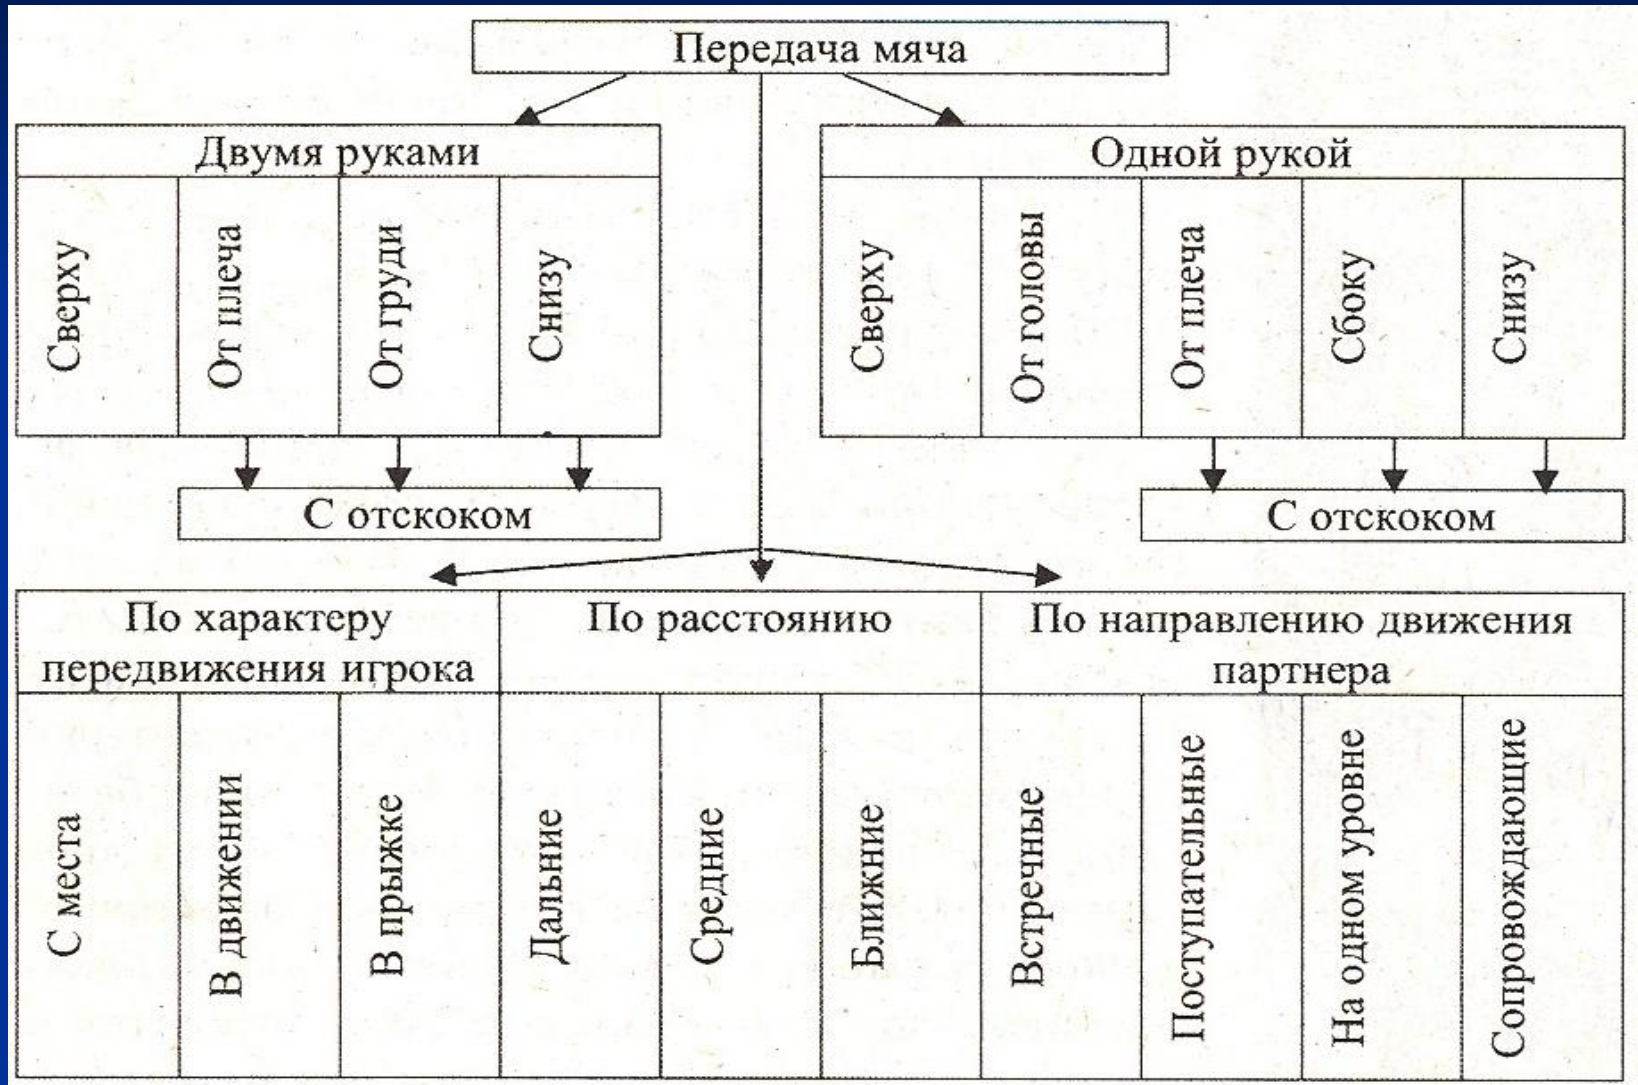 Передача мяча
Двумя руками
Одной рукой
Сверху
От плеча
От груди
Снизу
Сверху
От головы
От плеча
Сбоку
Снизу
С отскоком
С отскоком
По характеру
передвижения игрока
По расстоянию
По направлению движения
партнера
С места
В движении
В прыжке
Дальние
Средние
Ближние
Встречные
Поступательные
На одном уровне
Сопровождающие